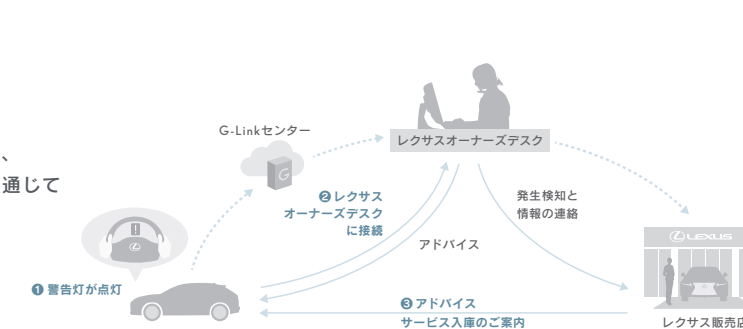 、
通じて
G-Linkセンター
G
レクサスオーナーズデスク
❷レクサス
オーナーズデスク
に接続
発生検知と
情報の連絡
アドバイス
LEXUS
❶ 警告灯が点灯
❸アドバイス
サービス入庫のご案内
レクサス販売店